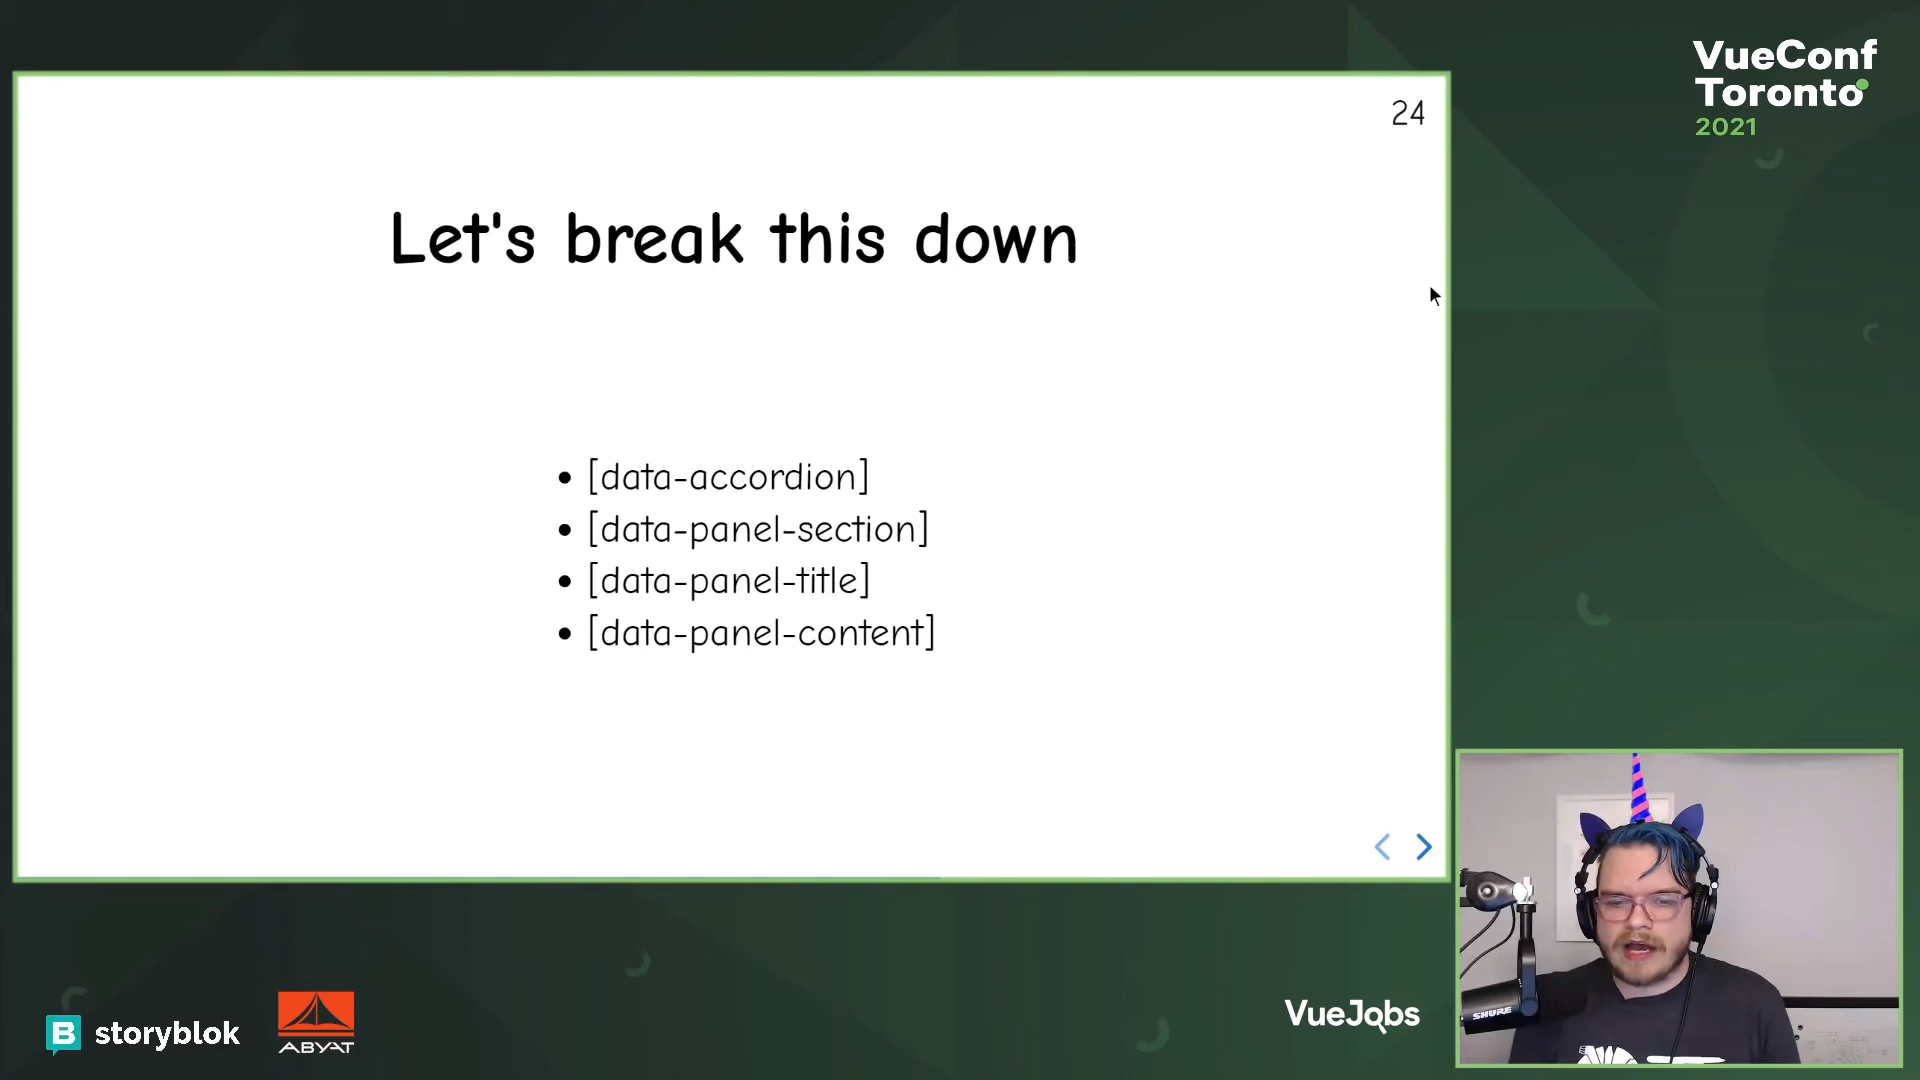 VueConf
Toronto
2021
24
Let's break this down
• [data-accordion]
• [data-panel-section]
• [data-panel-title]
• [data-panel-content]
SHURE
storyblok
ABYAT
VueJobs